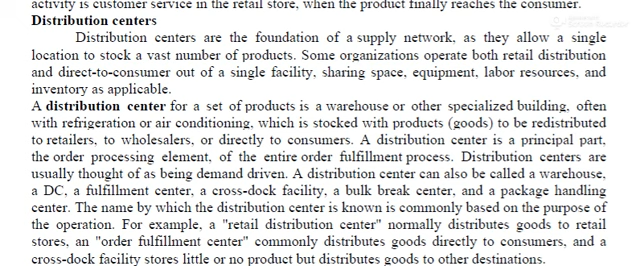 activity is customer service in the retail store, when the product finally reaches the consumer.
Distribution centers
Distribution centers are the foundation of a supply network, as they allow a single
location to stock a vast number of products. Some organizations operate both retail distribution
and direct-to-consumer out of a single facility, sharing space, equipment, labor resources, and
inventory as applicable.
A distribution center for a set of products is a warehouse or other specialized building, often
with refrigeration or air conditioning, which is stocked with products (goods) to be redistributed
to retailers, to wholesalers, or directly to consumers. A distribution center is a principal part,
the order processing element, of the entire order fulfillment process. Distribution centers are
usually thought of as being demand driven. A distribution center can also be called a warehouse,
a DC, a fulfillment center, a cross-dock facility, a bulk break center, and a package handling
center. The name by which the distribution center is known is commonly based on the purpose of
the operation. For example, a "retail distribution center" normally distributes goods to retail
stores, an "order fulfillment center" commonly distributes goods directly to consumers, and a
cross-dock facility stores little or no product but distributes goods to other destinations.